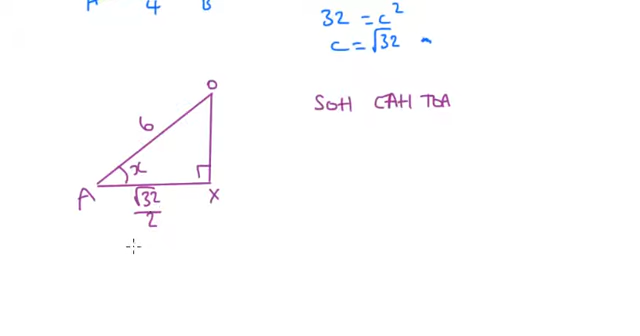 A 4 B
32 = c²
c = √32
O
SOH CAH TOA
6
x
A
X
√32
2